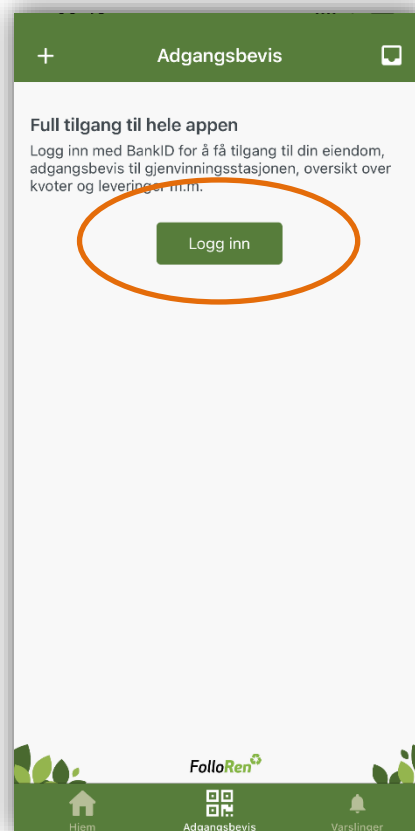 Adgangsbevis
Full tilgang til hele appen
Logg inn med BankID for å få tilgang til din eiendom,
adgangsbevis til gjenvinningsstasjonen, oversikt over
kvoter og leveringer m.m.
Logg inn
FolloRen
Hjem
Adgangsbevis
Varslinger